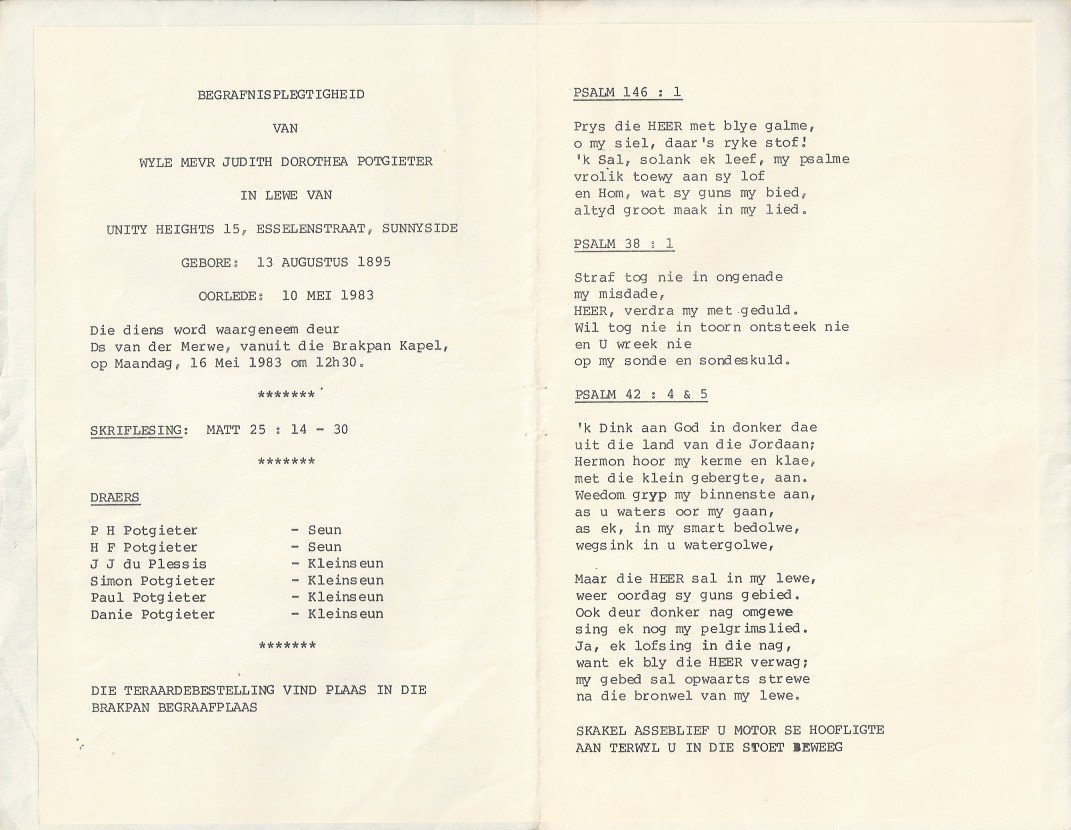 BEGRAFNISPLEGTIGHEID
VAN
WYLE MEVR JUDITH DOROTHEA POTGIETER
IN LEWE VAN
UNITY HEIGHTS 15, ESSELENSTRAAT, SUNNYSIDE
GEBORE: 13 AUGUSTUS 1895
OORLEDE: 10 MEI 1983
Die diens word waargeneem deur
Ds van der Merwe, vanuit die Brakpan Kapel,
op Maandag, 16 Mei 1983 om 12h30.
*******
SKRIFLESING: MATT 25 : 14 - 30
*******
DRAERS
P H Potgieter - Seun
H F Potgieter - Seun
J J du Plessis - Kleinseun
Simon Potgieter - Kleinseun
Paul Potgieter - Kleinseun
Danie Potgieter - Kleinseun
*******
DIE TERAARDEBESTELLING VIND PLAAS IN DIE
BRAKPAN BEGRAAFPLAAS
PSALM 146 : 1
Prys die HEER met blye galme,
o my siel, daar's ryke stof!
'k Sal, solank ek leef, my psalme
vrolik toewy aan sy lof
en Hom, wat sy guns my bied,
altyd groot maak in my lied.
PSALM 38 : 1
Straf tog nie in ongenade
my misdade,
HEER, verdra my met geduld.
Wil tog nie in toorn ontsteek nie
en U wreek nie
op my sonde en sondeskuld.
PSALM 42 : 4 & 5
'k Dink aan God in donker dae
uit die land van die Jordaan;
Hermon hoor my kerme en klae,
met die klein gebergte, aan.
Weedom gryp my binnenste aan,
as u waters oor my gaan,
as ek, in my smart bedolwe,
wegsink in u watergolwe,
Maar die HEER sal in my lewe,
weer oordag sy guns gebied.
Ook deur donker nag omgewe
sing ek nog my pelgrimslied.
Ja, ek lofsing in die nag,
want ek bly die HEER verwag;
my gebed sal opwaarts strewe
na die bronwel van my lewe.
SKAKEL ASSEBLIEF U MOTOR SE HOOFLIGTE
AAN TERWYL U IN DIE STOET BEWEEG